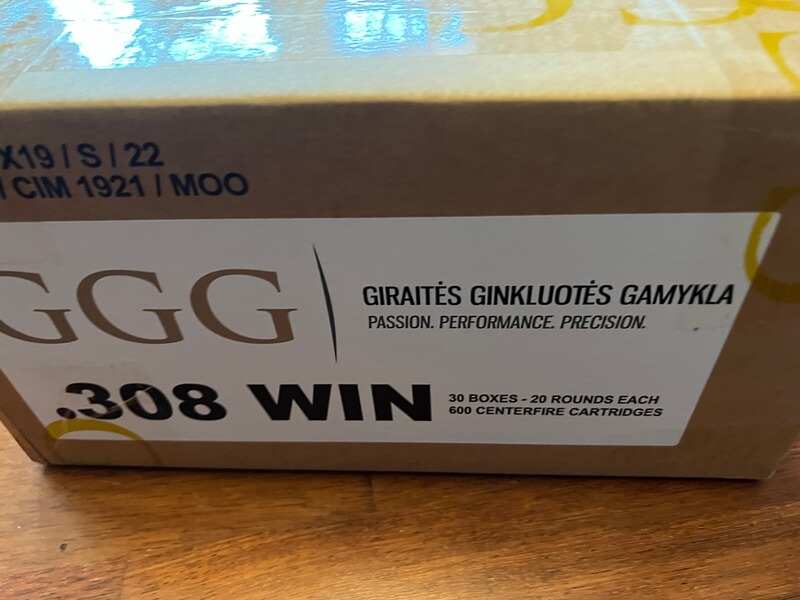 X19 / S / 22
/ CIM 1921 / MOO
GGG
GIRAITĖS GINKLUOTĖS GAMYKLA
PASSION. PERFORMANCE. PRECISION.
.308 WIN
30 BOXES - 20 ROUNDS EACH
600 CENTERFIRE CARTRIDGES